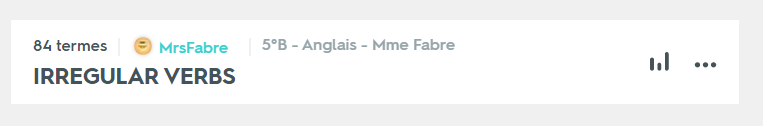 84 termes MrsFabre 5°B - Anglais - Mme Fabre
IRREGULAR VERBS